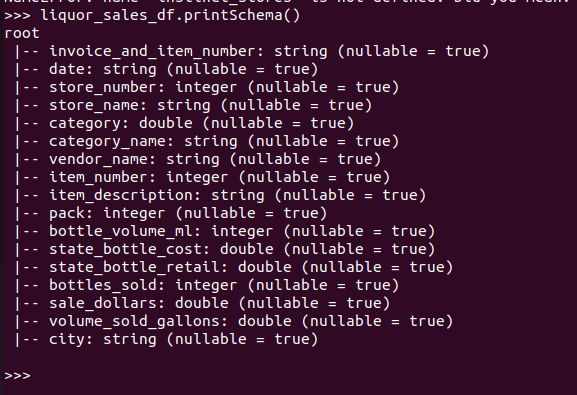 >>> liquor_sales_df.printSchema()
root
 |-- invoice_and_item_number: string (nullable = true)
 |-- date: string (nullable = true)
 |-- store_number: integer (nullable = true)
 |-- store_name: string (nullable = true)
 |-- category: double (nullable = true)
 |-- category_name: string (nullable = true)
 |-- vendor_name: string (nullable = true)
 |-- item_number: integer (nullable = true)
 |-- item_description: string (nullable = true)
 |-- pack: integer (nullable = true)
 |-- bottle_volume_ml: integer (nullable = true)
 |-- state_bottle_cost: double (nullable = true)
 |-- state_bottle_retail: double (nullable = true)
 |-- bottles_sold: integer (nullable = true)
 |-- sale_dollars: double (nullable = true)
 |-- volume_sold_gallons: double (nullable = true)
 |-- city: string (nullable = true)
>>>